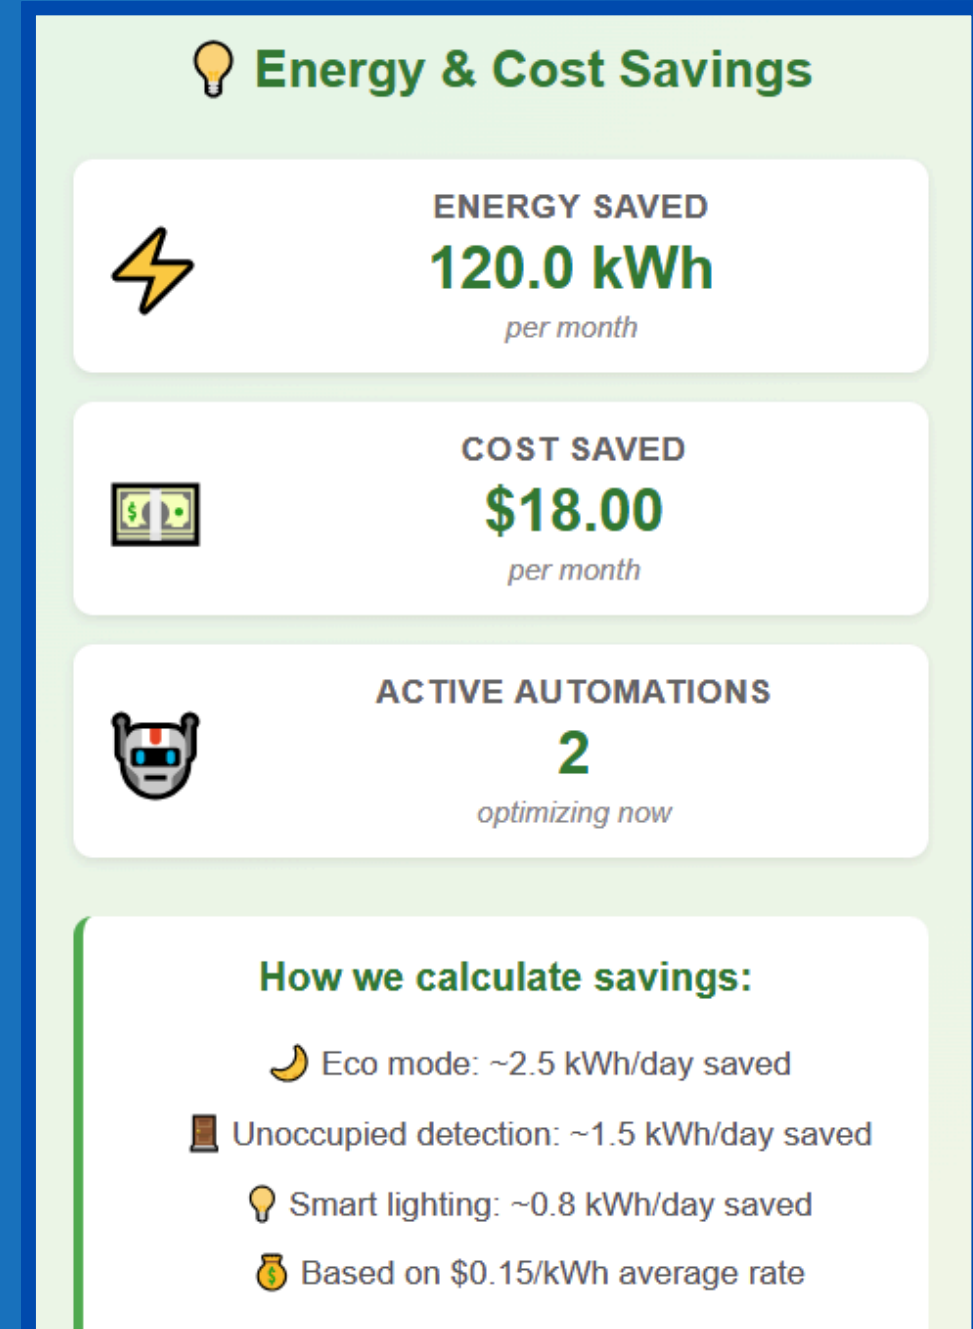 Energy & Cost Savings
ENERGY SAVED
120.0 kWh
per month
COST SAVED
$18.00
per month
ACTIVE AUTOMATIONS
2
optimizing now
How we calculate savings:
Eco mode: ~2.5 kWh/day saved
Unoccupied detection: ~1.5 kWh/day saved
Smart lighting: ~0.8 kWh/day saved
Based on $0.15/kWh average rate